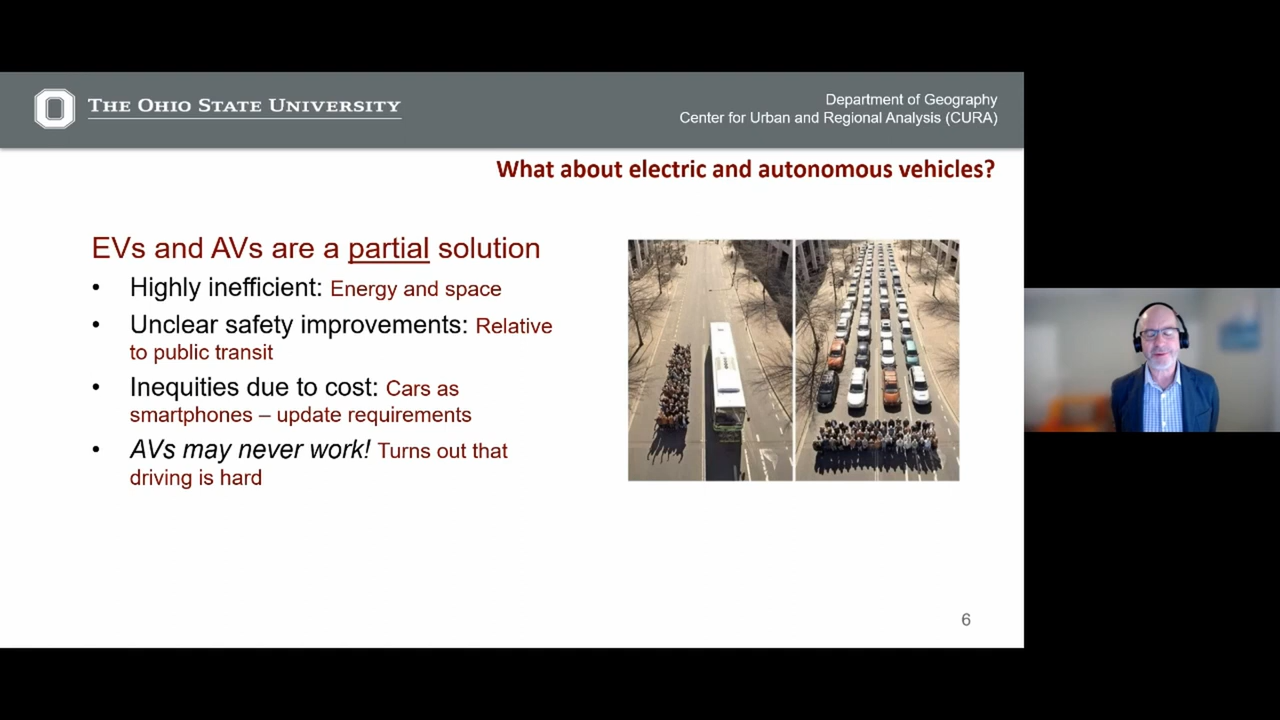 THE OHIO STATE UNIVERSITY
Department of Geography
Center for Urban and Regional Analysis (CURA)
What about electric and autonomous vehicles?
EVs and AVs are a partial solution
• Highly inefficient: Energy and space
• Unclear safety improvements: Relative
to public transit
• Inequities due to cost: Cars as
smartphones – update requirements
• AVs may never work! Turns out that
driving is hard
6